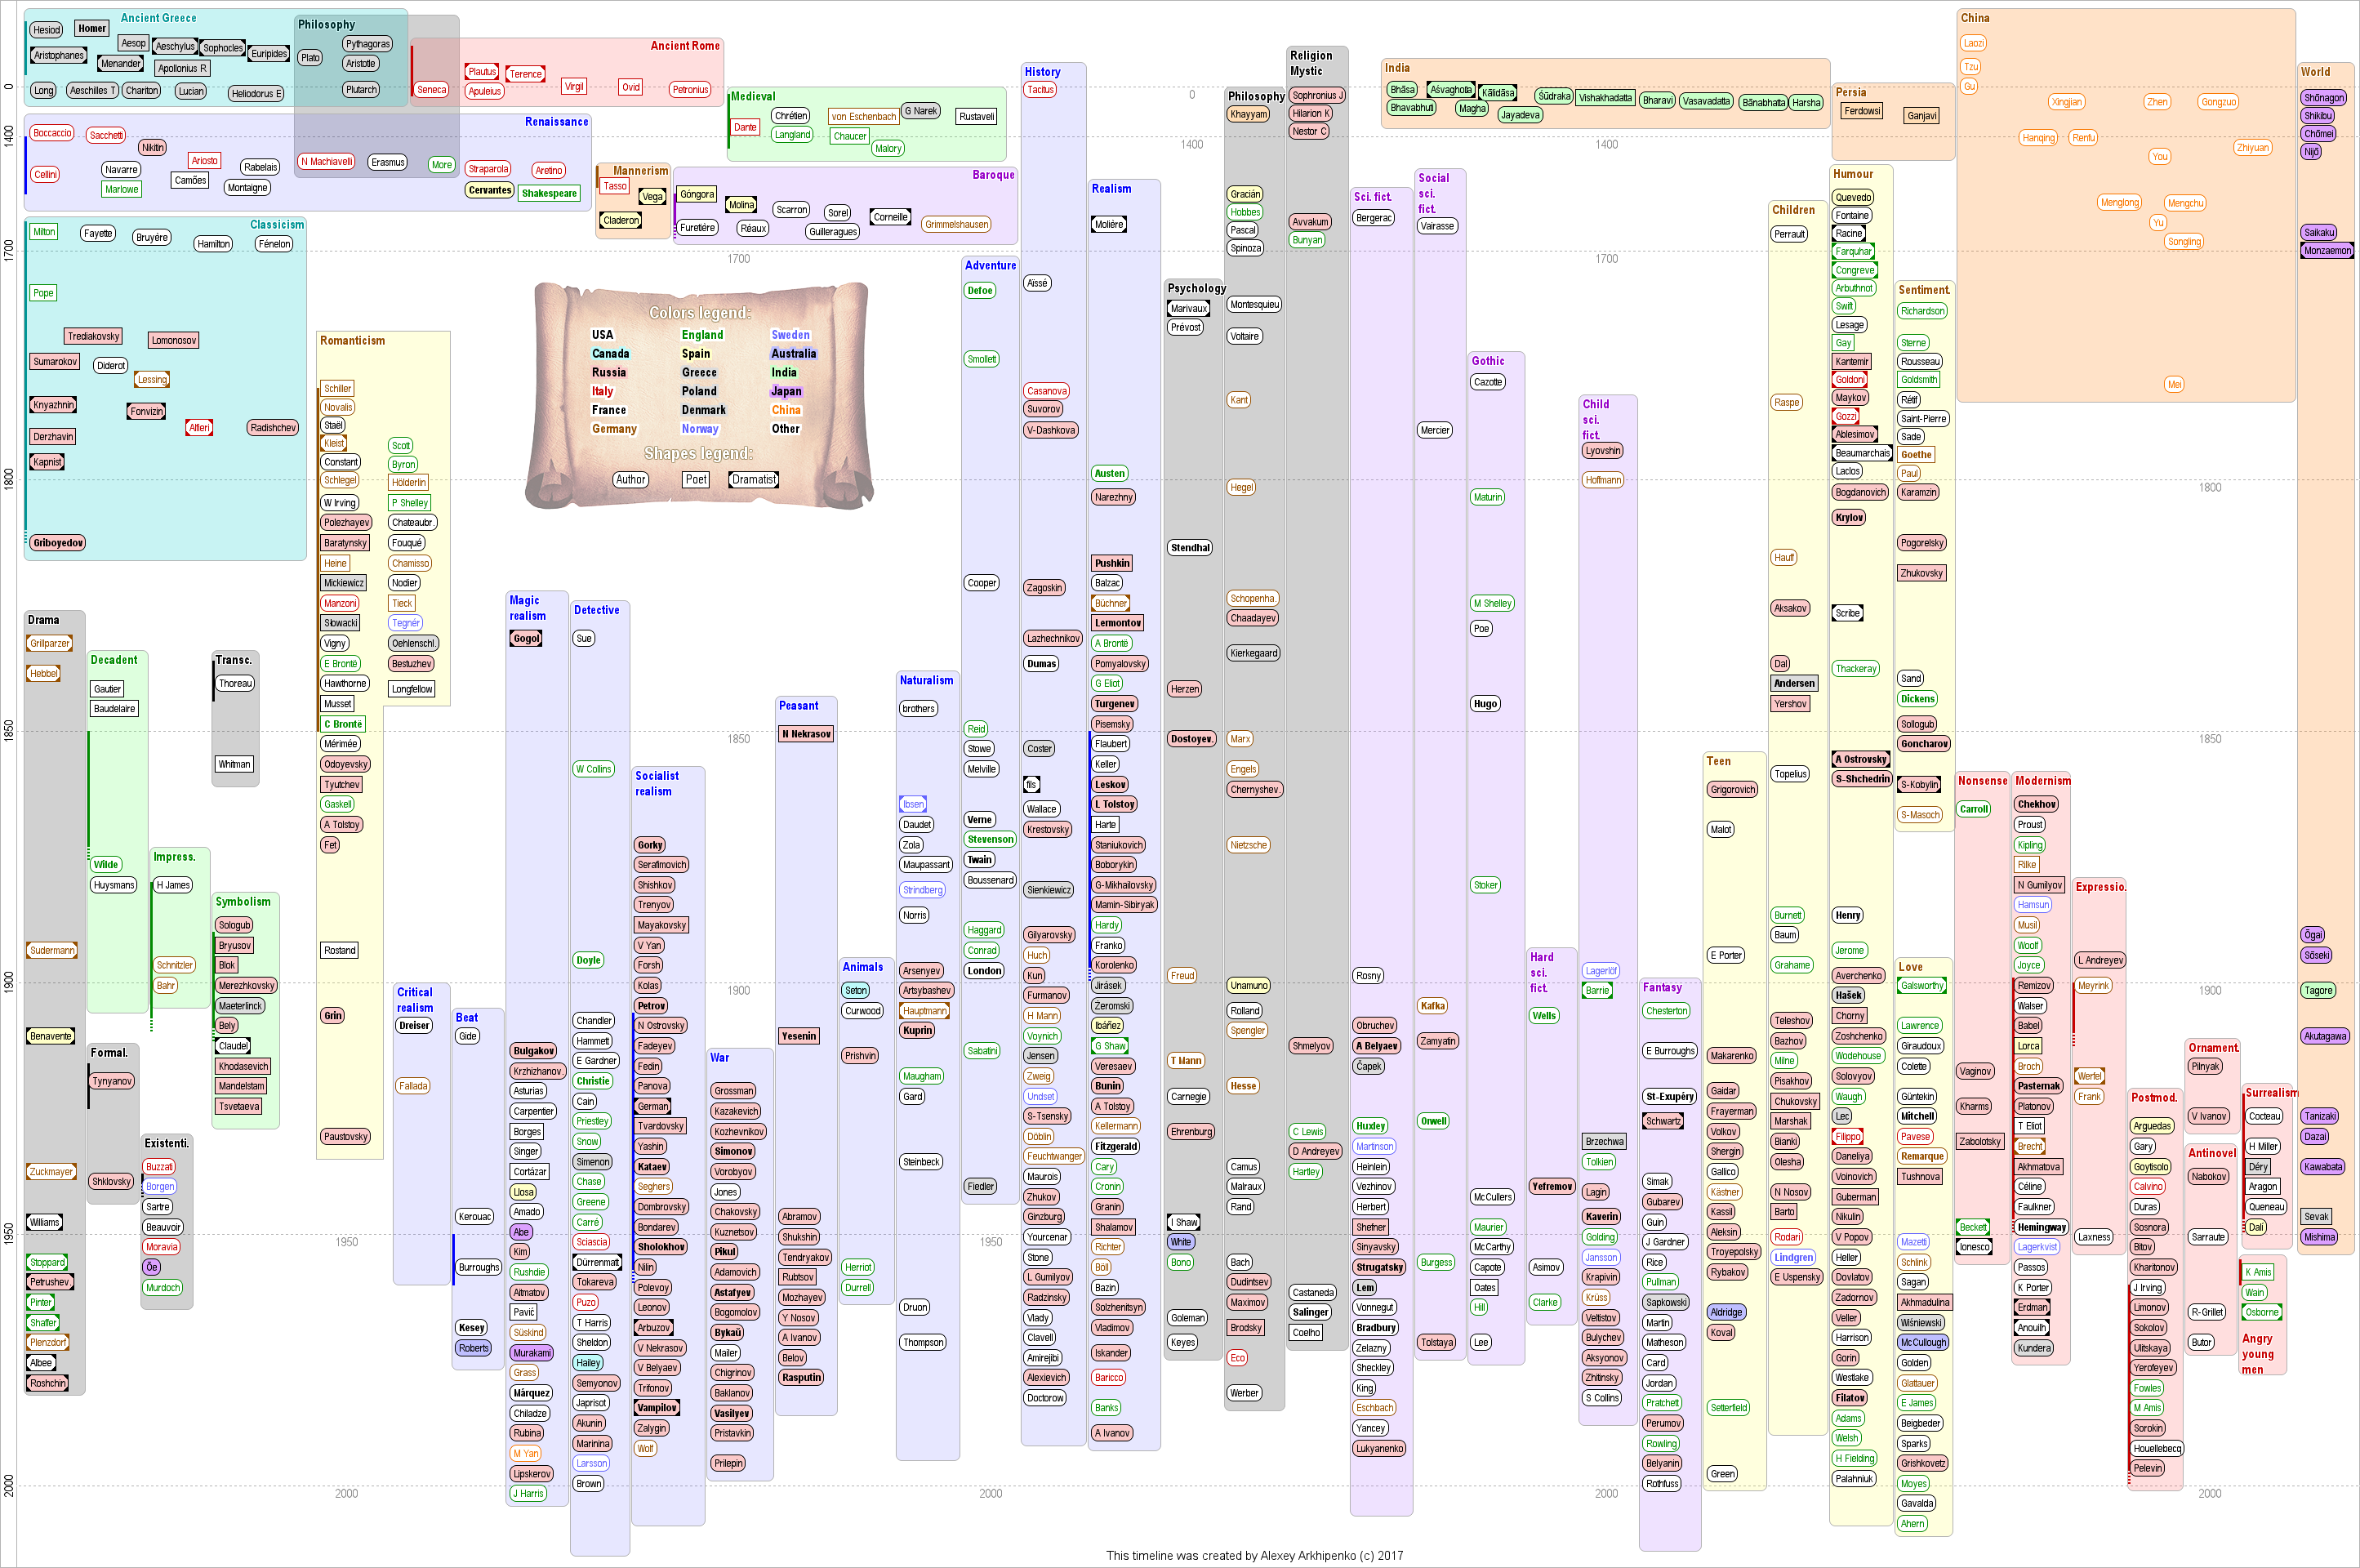 Ancient Greece
Hesiod
Homer
Aesop
Aeschylus
Sophocles
Euripides
Aristophanes
Menander
Apollonius R
Long
Aeschilles T
Chariton
Lucian
Heliodorus E
Philosophy
Plato
Pythagoras
Aristotle
Plutarch
Ancient Rome
Seneca
Plautus
Terence
Apuleius
Virgil
Ovid
Petronius
Renaissance
Boccaccio
Sacchetti
Nikitin
Cellini
Navarre
Ariosto
Rabelais
Marlowe
Camões
Montaigne
N Machiavelli
Erasmus
More
Straparola
Aretino
Cervantes
Shakespeare
Medieval
Dante
Chrétien
von Eschenbach
G Narek
Rustaveli
Langland
Chaucer
Malory
Mannerism
Tasso
Vega
Claderon
Baroque
Góngora
Molina
Scarron
Sorel
Corneille
Grimmelshausen
Furetiére
Réaux
Guilleragues
Classicism
Milton
Fayette
Bruyére
Hamilton
Fénelon
Pope
Trediakovsky
Lomonosov
Sumarokov
Diderot
Lessing
Knyazhnin
Fonvizin
Alfieri
Radishchev
Derzhavin
Kapnist
Griboyedov
Romanticism
Schiller
Novalis
Staël
Kleist
Constant
Schlegel
W Irving
Polezhayev
Baratynsky
Heine
Mickiewicz
Manzoni
Słowacki
Vigny
E Brontë
Hawthorne
Musset
C Brontë
Mérimée
Odoyevsky
Tyutchev
Gaskell
A Tolstoy
Fet
Rostand
Grin
Paustovsky
Scott
Byron
Hölderlin
P Shelley
Chateaubr.
Fouqué
Chamisso
Nodier
Tieck
Tegnér
Oehlenschl.
Bestuzhev
Longfellow
Colors legend:
USA
England
Sweden
Canada
Spain
Australia
Russia
Greece
India
Italy
Poland
Japan
France
Denmark
China
Germany
Norway
Other
Shapes legend:
Author
Poet
Dramatist
Drama
Grillparzer
Hebbel
Sudermann
Benavente
Zuckmayer
Williams
Stoppard
Petrushev.
Pinter
Shaffer
Plenzdorf
Albee
Roshchin
Decadent
Gautier
Baudelaire
Wilde
Huysmans
Formal.
Tynyanov
Shklovsky
Impress.
H James
Schnitzler
Bahr
Existenti.
Buzzati
Borgen
Sartre
Beauvoir
Moravia
Ōe
Murdoch
Transc.
Thoreau
Whitman
Symbolism
Sologub
Bryusov
Blok
Merezhkovsky
Maeterlinck
Bely
Claudel
Khodasevich
Mandelstam
Tsvetaeva
Critical
realism
Dreiser
Fallada
Beat
Gide
Kerouac
Burroughs
Kesey
Roberts
Magic
realism
Gogol
Bulgakov
Krzhizhanov.
Asturias
Carpentier
Borges
Singer
Cortázar
Llosa
Amado
Abe
Kim
Rushdie
Aitmatov
Pavić
Süskind
Murakami
Grass
Márquez
Chiladze
Rubina
M Yan
Lipskerov
J Harris
Detective
Sue
W Collins
Doyle
Chandler
Hammett
E Gardner
Christie
Cain
Priestley
Snow
Simenon
Chase
Greene
Carré
Sciascia
Dürrenmatt
Tokareva
Puzo
T Harris
Sheldon
Hailey
Semyonov
Japrisot
Akunin
Marinina
Larsson
Brown
Socialist
realism
Gorky
Serafimovich
Shishkov
Trenyov
Mayakovsky
V Yan
Forsh
Kolas
Petrov
N Ostrovsky
Fadeyev
Fedin
Panova
German
Tvardovsky
Yashin
Kataev
Seghers
Dombrovsky
Bondarev
Sholokhov
Nilin
Polevoy
Leonov
Arbuzov
V Nekrasov
V Belyaev
Trifonov
Vampilov
Zalygin
Wolf
War
Grossman
Kazakevich
Kozhevnikov
Simonov
Vorobyov
Jones
Chakovsky
Kuznetsov
Pikul
Adamovich
Astafyev
Bogomolov
Bykaŭ
Mailer
Chigrinov
Baklanov
Vasilyev
Pristavkin
Prilepin
Peasant
N Nekrasov
Yesenin
Abramov
Shukshin
Tendryakov
Rubtsov
Mozhayev
Y Nosov
A Ivanov
Belov
Rasputin
Animals
Seton
Curwood
Prishvin
Herriot
Durrell
Naturalism
brothers
Ibsen
Daudet
Zola
Maupassant
Strindberg
Norris
Arsenyev
Artsybashev
Hauptmann
Kuprin
Maugham
Gard
Steinbeck
Druon
Thompson
Adventure
Defoe
Smollett
Cooper
Reid
Stowe
Melville
Verne
Stevenson
Twain
Boussenard
Haggard
Conrad
London
Sabatini
Fiedler
History
Tacitus
Aïssé
Casanova
Suvorov
V-Dashkova
Zagoskin
Lazhechnikov
Dumas
Coster
fils
Wallace
Krestovsky
Sienkiewicz
Gilyarovsky
Huch
Kun
Furmanov
H Mann
Voynich
Jensen
Zweig
Undset
S-Tsensky
Döblin
Feuchtwanger
Maurois
Zhukov
Ginzburg
Yourcenar
Stone
L Gumilyov
Radzinsky
Vlady
Clavell
Amirejibi
Alexievich
Doctorow
Realism
Molière
Austen
Narezhny
Pushkin
Balzac
Büchner
Lermontov
A Brontë
Pomyalovsky
G Eliot
Turgenev
Pisemsky
Flaubert
Keller
Leskov
L Tolstoy
Harte
Staniukovich
Boborykin
G-Mikhailovsky
Mamin-Sibiryak
Hardy
Franko
Korolenko
Jirásek
Żeromski
Ibáñez
G Shaw
Veresaev
Bunin
A Tolstoy
Kellermann
Fitzgerald
Cary
Cronin
Granin
Shalamov
Richter
Böll
Bazin
Solzhenitsyn
Vladimov
Iskander
Baricco
Banks
A Ivanov
Psychology
Marivaux
Prévost
Stendhal
Herzen
Dostoyev.
Freud
T Mann
Carnegie
Ehrenburg
I Shaw
White
Bono
Goleman
Keyes
Philosophy
Khayyam
Gracián
Hobbes
Pascal
Spinoza
Montesquieu
Voltaire
Kant
Hegel
Schopenha.
Chaadayev
Kierkegaard
Marx
Engels
Chernyshev.
Nietzsche
Unamuno
Rolland
Spengler
Hesse
Camus
Malraux
Rand
Bach
Dudintsev
Maximov
Brodsky
Eco
Werber
Religion
Mystic
Sophronius J
Hilarion K
Nestor C
Avvakum
Bunyan
Shmelyov
C Lewis
D Andreyev
Hartley
Castaneda
Salinger
Coelho
Sci. fict.
Bergerac
Rosny
Obruchev
A Belyaev
Čapek
Huxley
Martinson
Heinlein
Vezhinov
Herbert
Shefner
Sinyavsky
Strugatsky
Lem
Vonnegut
Bradbury
Zelazny
Sheckley
King
Eschbach
Yancey
Lukyanenko
Social
sci.
fict.
Vairasse
Mercier
Kafka
Zamyatin
Orwell
Burgess
Tolstaya
Gothic
Cazotte
Maturin
M Shelley
Poe
Hugo
Stoker
McCullers
Maurier
McCarthy
Capote
Oates
Hill
Lee
Hard
sci.
fict.
Wells
Yefremov
Asimov
Clarke
Child
sci.
fict.
Lyovshin
Hoffmann
Lagerlöf
Barrie
Brzechwa
Tolkien
Lagin
Kaverin
Golding
Jansson
Krapivin
Krüss
Veltistov
Bulychev
Aksyonov
Zhitinsky
S Collins
Fantasy
Chesterton
E Burroughs
St-Exupéry
Schwartz
Simak
Gubarev
Guin
J Gardner
Rice
Pullman
Sapkowski
Martin
Matheson
Card
Jordan
Pratchett
Perumov
Rowling
Belyanin
Rothfuss
Teen
Grigorovich
Malot
E Porter
Makarenko
Gaidar
Frayerman
Volkov
Shergin
Gallico
Kästner
Kassil
Aleksin
Troyepolsky
Rybakov
Aldridge
Koval
Setterfield
Green
Children
Perrault
Raspe
Hauff
Aksakov
Dal
Andersen
Yershov
Topelius
Burnett
Baum
Grahame
Teleshov
Bazhov
Milne
Pisakhov
Chukovsky
Marshak
Bianki
Olesha
N Nosov
Barto
Rodari
Lindgren
E Uspensky
Humour
Quevedo
Fontaine
Racine
Farquhar
Congreve
Arbuthnot
Swift
Lesage
Gay
Kantemir
Goldoni
Maykov
Gozzi
Ablesimov
Beaumarchais
Laclos
Bogdanovich
Krylov
Scribe
Thackeray
A Ostrovsky
S-Shchedrin
Henry
Jerome
Averchenko
Hašek
Chorny
Zoshchenko
Wodehouse
Solovyov
Waugh
Lec
Filippo
Daneliya
Voinovich
Guberman
Nikulin
V Popov
Heller
Dovlatov
Zadornov
Veller
Harrison
Gorin
Westlake
Filatov
Adams
Welsh
H Fielding
Palahniuk
Sentiment.
Richardson
Sterne
Rousseau
Goldsmith
Rétif
Saint-Pierre
Sade
Goethe
Paul
Karamzin
Pogorelsky
Zhukovsky
Sand
Dickens
Sollogub
Goncharov
S-Kobylin
S-Masoch
Love
Galsworthy
Lawrence
Giraudoux
Colette
Güntekin
Mitchell
Pavese
Remarque
Tushnova
Mazetti
Schlink
Sagan
Akhmadulina
Wiśniewski
McCullough
Golden
Glattauer
E James
Beigbeder
Sparks
Grishkovetz
Moyes
Gavalda
Ahern
Nonsense
Carroll
Vaginov
Kharms
Zabolotsky
Beckett
Ionesco
Modernism
Chekhov
Proust
Kipling
Rilke
N Gumilyov
Hamsun
Musil
Woolf
Joyce
Remizov
Walser
Babel
Lorca
Broch
Pasternak
Platonov
T Eliot
Brecht
Akhmatova
Céline
Faulkner
Hemingway
Lagerkvist
Passos
K Porter
Erdman
Anouilh
Kundera
Expressio.
L Andreyev
Meyrink
Werfel
Frank
Laxness
Postmod.
Arguedas
Gary
Goytisolo
Calvino
Duras
Sosnora
Bitov
Kharitonov
J Irving
Limonov
Sokolov
Ulitskaya
Yerofeyev
Fowles
M Amis
Sorokin
Houellebecq
Pelevin
Ornament.
Pilnyak
V Ivanov
Antinovel
Nabokov
Sarraute
R-Grillet
Butor
Surrealism
Cocteau
H Miller
Déry
Aragon
Queneau
Dalí
K Amis
Wain
Osborne
Angry
young
men
India
Bhāsa
Aśvaghoṭa
Kālidāsa
Śūdraka
Vishakhadatta
Bharavi
Vasavadatta
Bānabhatta
Harsha
Bhavabhuti
Magha
Jayadeva
Persia
Ferdowsi
Ganjavi
China
Laozi
Tzu
Gu
Xingjian
Zhen
Gongzuo
Hanqing
Renfu
Zhiyuan
You
Menglong
Mengchu
Yu
Songling
Mei
World
Shōnagon
Shikibu
Chōmei
Nijō
Saikaku
Monzaemon
Ōgai
Sōseki
Tagore
Akutagawa
Tanizaki
Dazai
Kawabata
Sevak
Mishima
0
1400
1700
1800
1850
1900
1950
2000
0
1400
1400
1700
1700
1800
1850
1850
1900
1900
1950
1950
2000
2000
2000
2000
This timeline was created by Alexey Arkhipenko (c) 2017